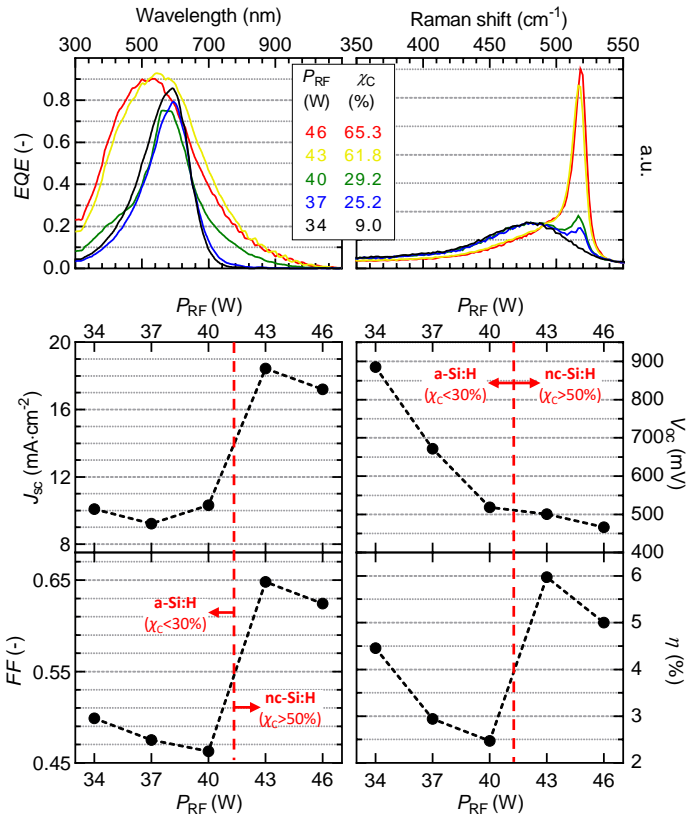 Wavelength (nm)
300 500 700 900
EQE (-)
0.8
0.6
0.4
0.2
0.0
Raman shift (cm⁻¹)
350 400 450 500 550
a.u.
P_RF χ_C
(W) (%)
46 65.3
43 61.8
40 29.2
37 25.2
34 9.0
P_RF (W)
34 37 40 43 46
J_sc (mA·cm⁻²)
20
16
12
8
P_RF (W)
34 37 40 43 46
a-Si:H nc-Si:H
(χ_C<30%) (χ_C>50%)
V_oc (mV)
900
800
700
600
500
400
FF (-)
0.65
0.55
0.45
a-Si:H
(χ_C<30%)
nc-Si:H
(χ_C>50%)
34 37 40 43 46
P_RF (W)
η (%)
6
5
4
3
2
34 37 40 43 46
P_RF (W)